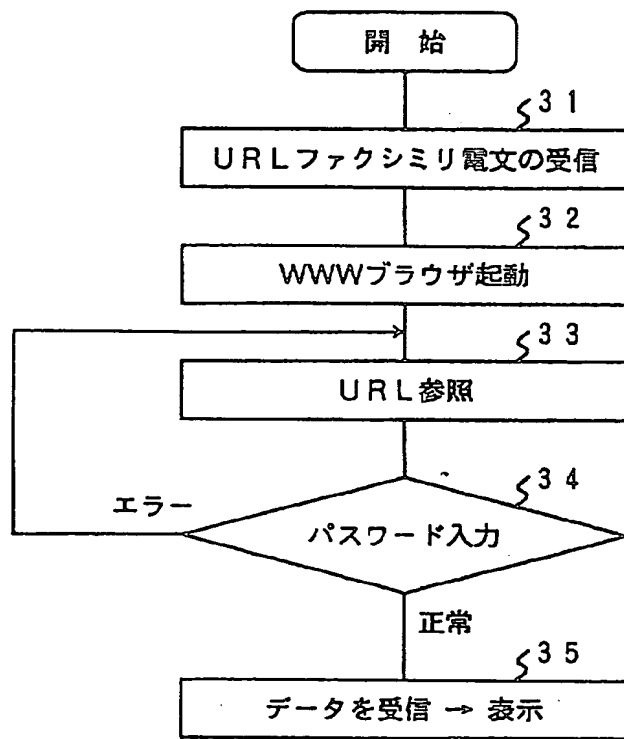 開 始
31
URLファクシミリ電文の受信
32
WWWブラウザ起動
33
URL参照
34
エラー
パスワード入力
正常
35
データを受信 → 表示